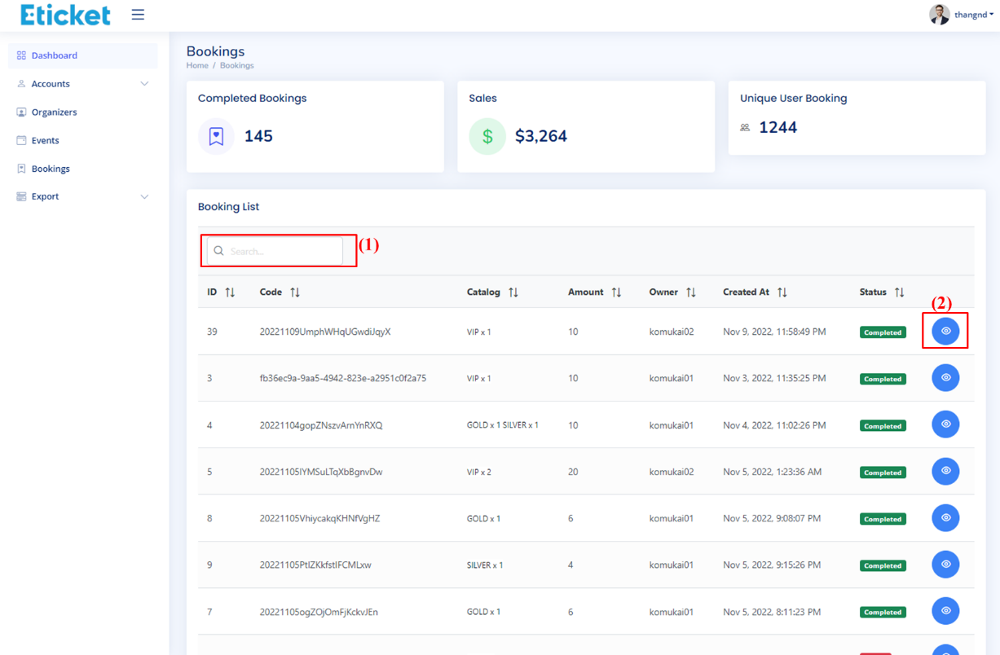 Eticket
thangnd
Dashboard
Accounts
Organizers
Events
Bookings
Export
Bookings
Home / Bookings
Completed Bookings
145
Sales
$ $3,264
Unique User Booking
1244
Booking List
Search... (1)
ID Code Catalog Amount Owner Created At Status
(2)
39 20221109UmphWHqUGwdiJqyX VIP x 1 10 komukai02 Nov 9, 2022, 11:58:49 PM Completed
3 fb36ec9a-9aa5-4942-823e-a2951c0f2a75 VIP x 1 10 komukai01 Nov 3, 2022, 11:35:25 PM Completed
4 20221104gopZNszvArnYnRXQ GOLD x 1 SILVER x 1 10 komukai01 Nov 4, 2022, 11:02:26 PM Completed
5 20221105IYMSuLTqXbBgnvDw VIP x 2 20 komukai02 Nov 5, 2022, 1:23:36 AM Completed
8 20221105VhiycakqKHNfVgHZ GOLD x 1 6 komukai01 Nov 5, 2022, 9:08:07 PM Completed
9 20221105PtIZKkfstIFCMLxw SILVER x 1 4 komukai01 Nov 5, 2022, 9:15:26 PM Completed
7 20221105ogZOjOmFjKckvJEn GOLD x 1 6 komukai01 Nov 5, 2022, 8:11:23 PM Completed